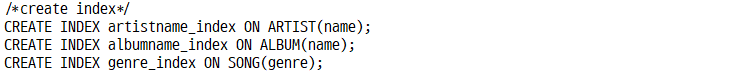 /*create index*/
CREATE INDEX artistname_index ON ARTIST(name);
CREATE INDEX albumname_index ON ALBUM(name);
CREATE INDEX genre_index ON SONG(genre);